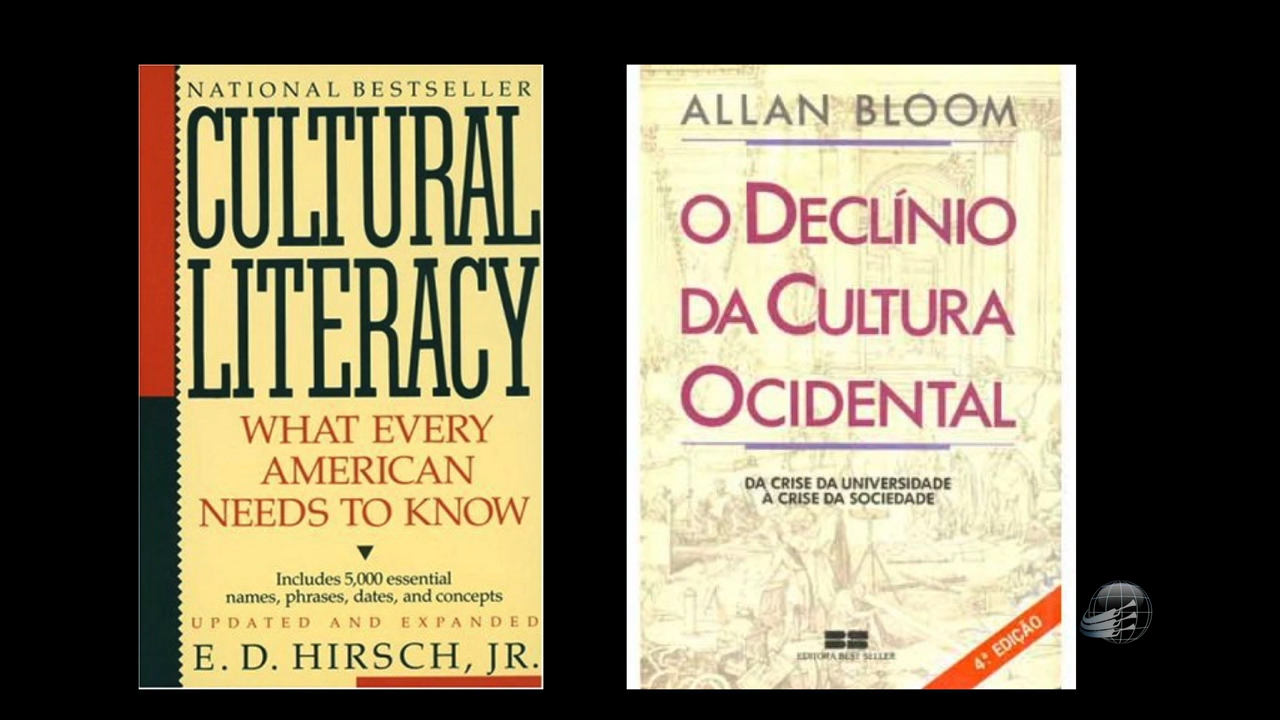 NATIONAL BESTSELLER
CULTURAL
LITERACY
WHAT EVERY
AMERICAN
NEEDS TO KNOW
Includes 5,000 essential
names, phrases, dates, and concepts
UPDATED AND EXPANDED
E. D. HIRSCH, JR.
ALLAN BLOOM
O DECLÍNIO
DA CULTURA
OCIDENTAL
DA CRISE DA UNIVERSIDADE
À CRISE DA SOCIEDADE
BS
EDITORA BEST SELLER
4ª EDIÇÃO